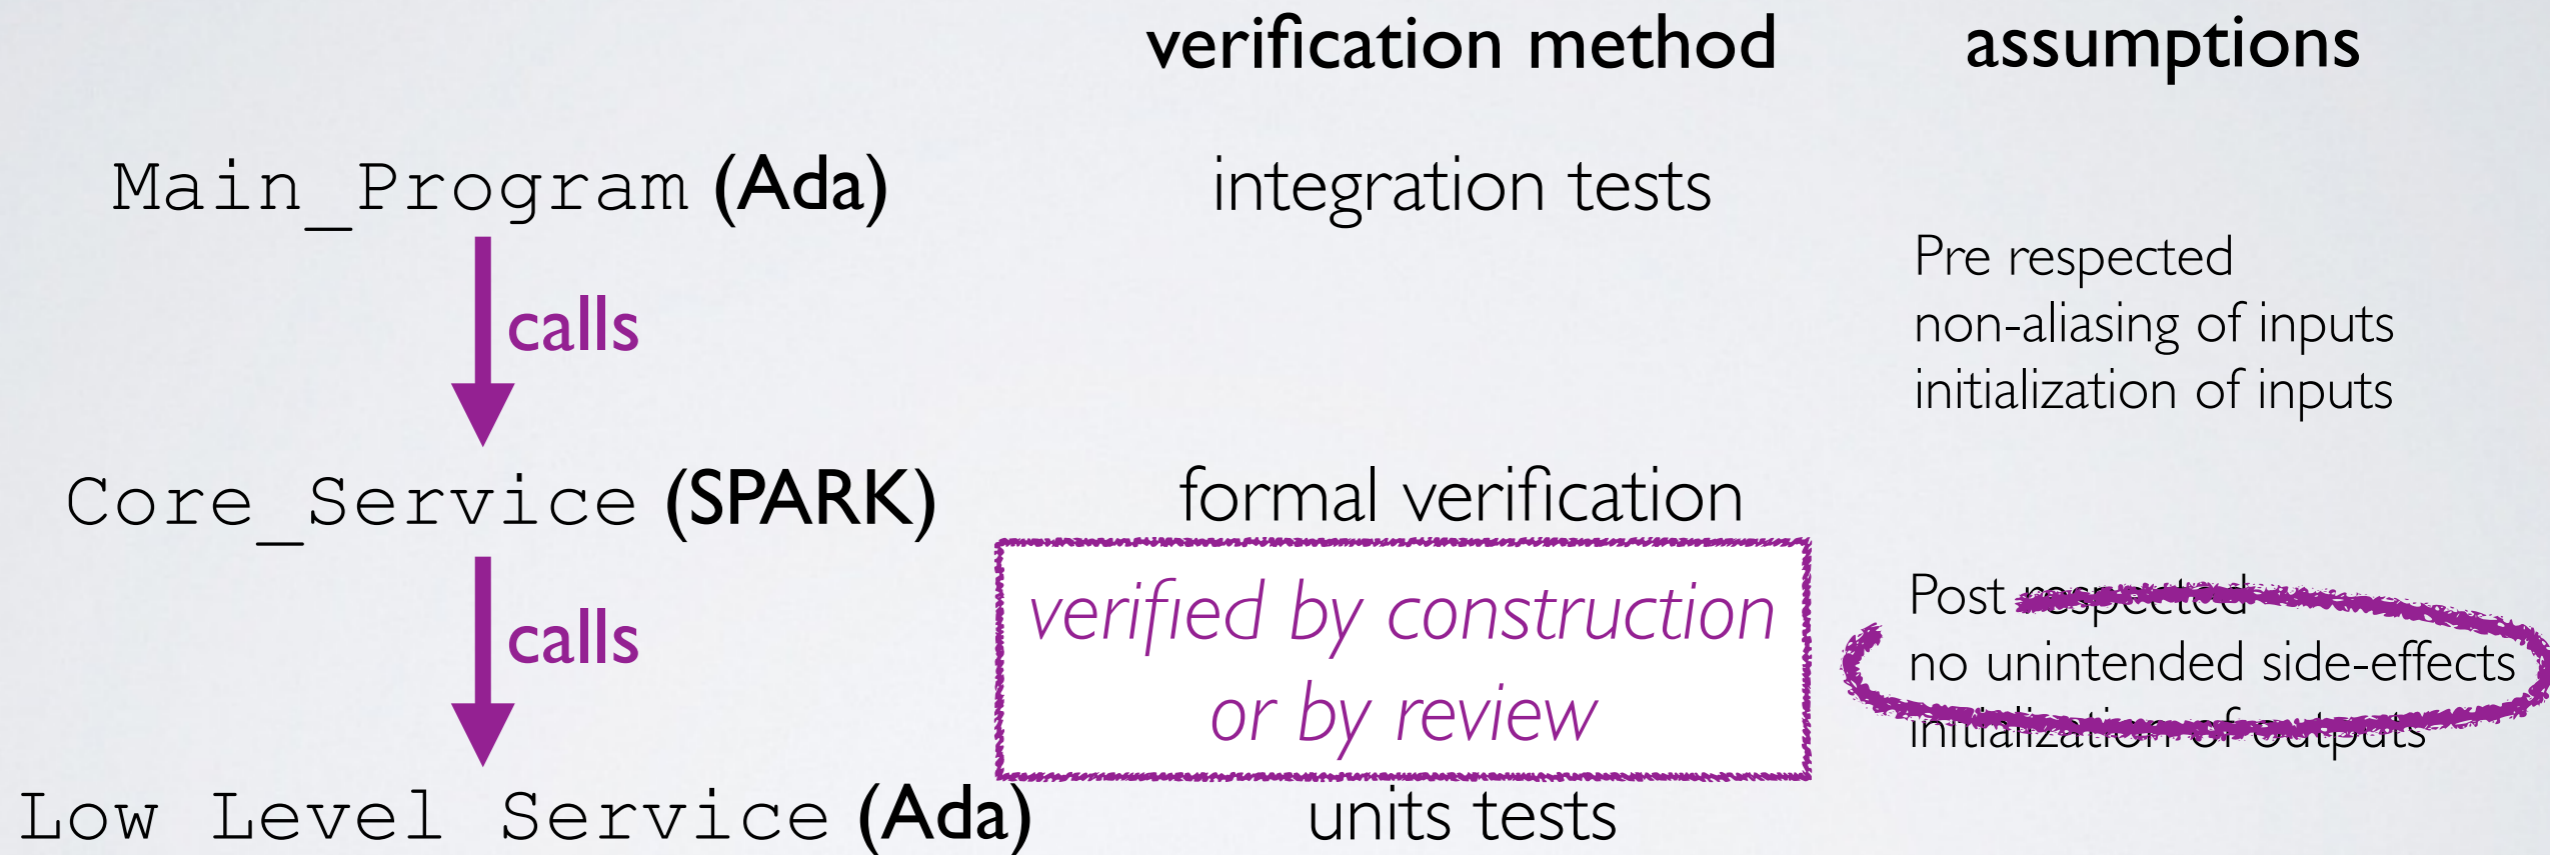 verification method assumptions
Main_Program (Ada) integration tests
Pre respected
calls non-aliasing of inputs
initialization of inputs
Core_Service (SPARK) formal verification
Post respected
verified by construction
calls no unintended side-effects
or by review
initialization of outputs
Low Level Service (Ada) units tests